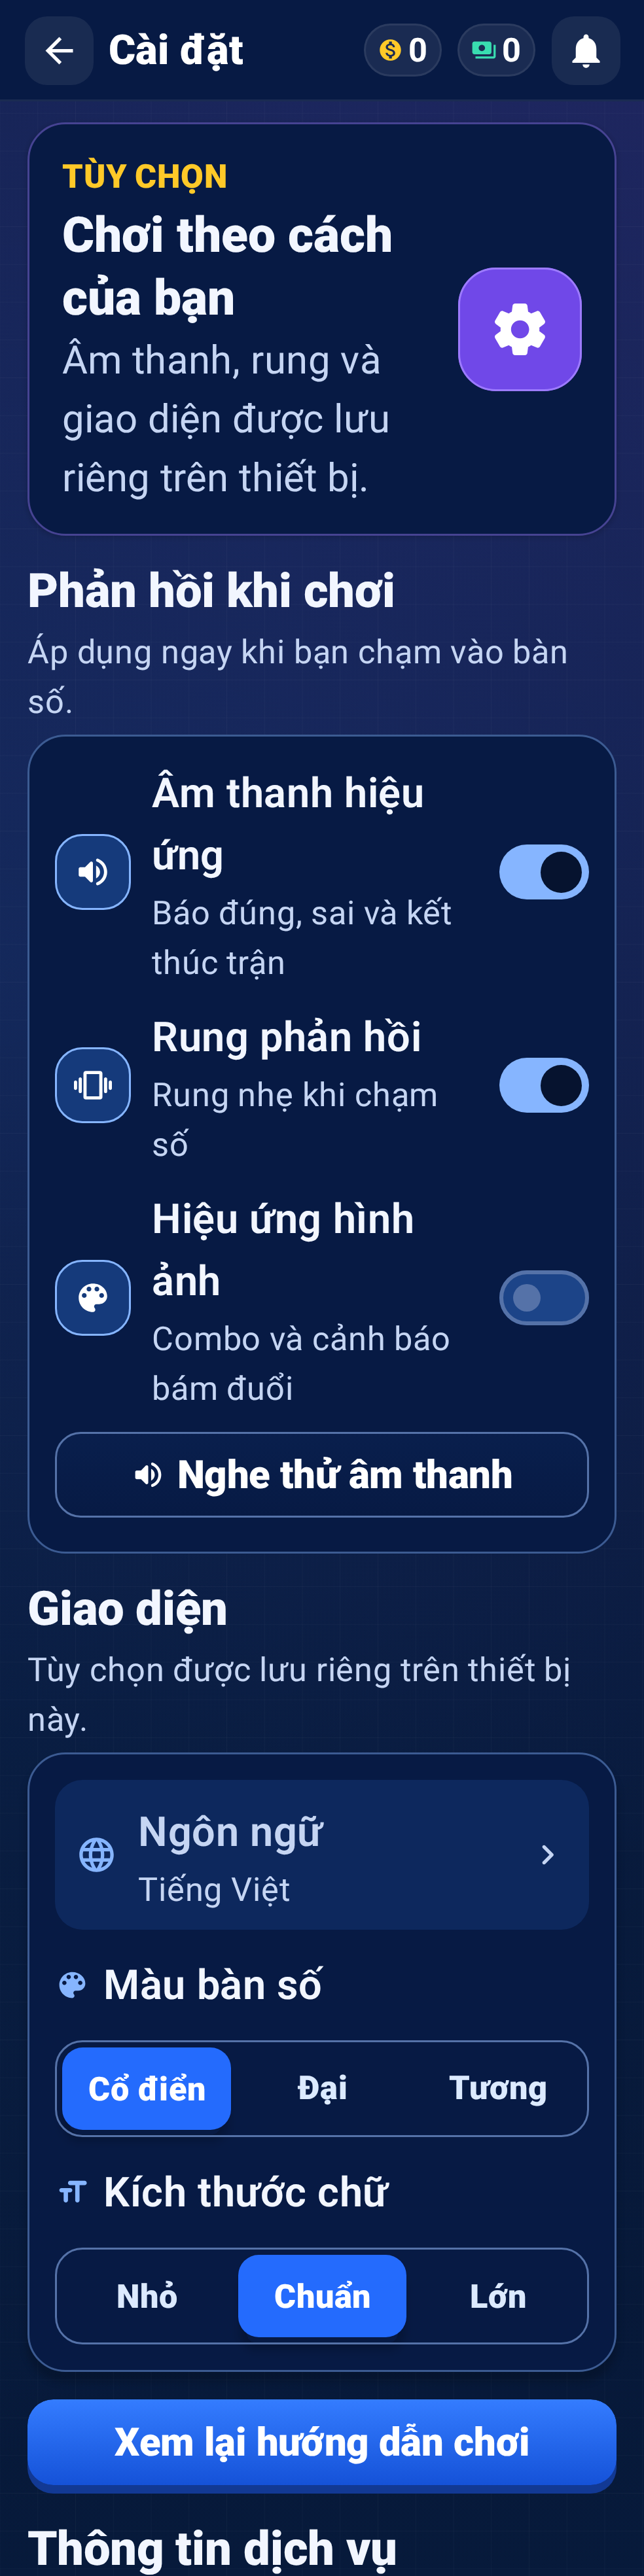 Cài đặt
0
0
TÙY CHỌN
Chơi theo cách
của bạn
Âm thanh, rung và
giao diện được lưu
riêng trên thiết bị.
Phản hồi khi chơi
Áp dụng ngay khi bạn chạm vào bàn
số.
Âm thanh hiệu
ứng
Báo đúng, sai và kết
thúc trận
Rung phản hồi
Rung nhẹ khi chạm
số
Hiệu ứng hình
ảnh
Combo và cảnh báo
bám đuổi
Nghe thử âm thanh
Giao diện
Tùy chọn được lưu riêng trên thiết bị
này.
Ngôn ngữ
Tiếng Việt
Màu bàn số
Cổ điển
Đại
Tương
Kích thước chữ
Nhỏ
Chuẩn
Lớn
Xem lại hướng dẫn chơi
Thông tin dịch vụ